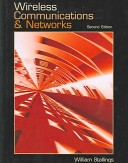 Wireless
Communications
& Networks
Second Edition
William Stallings